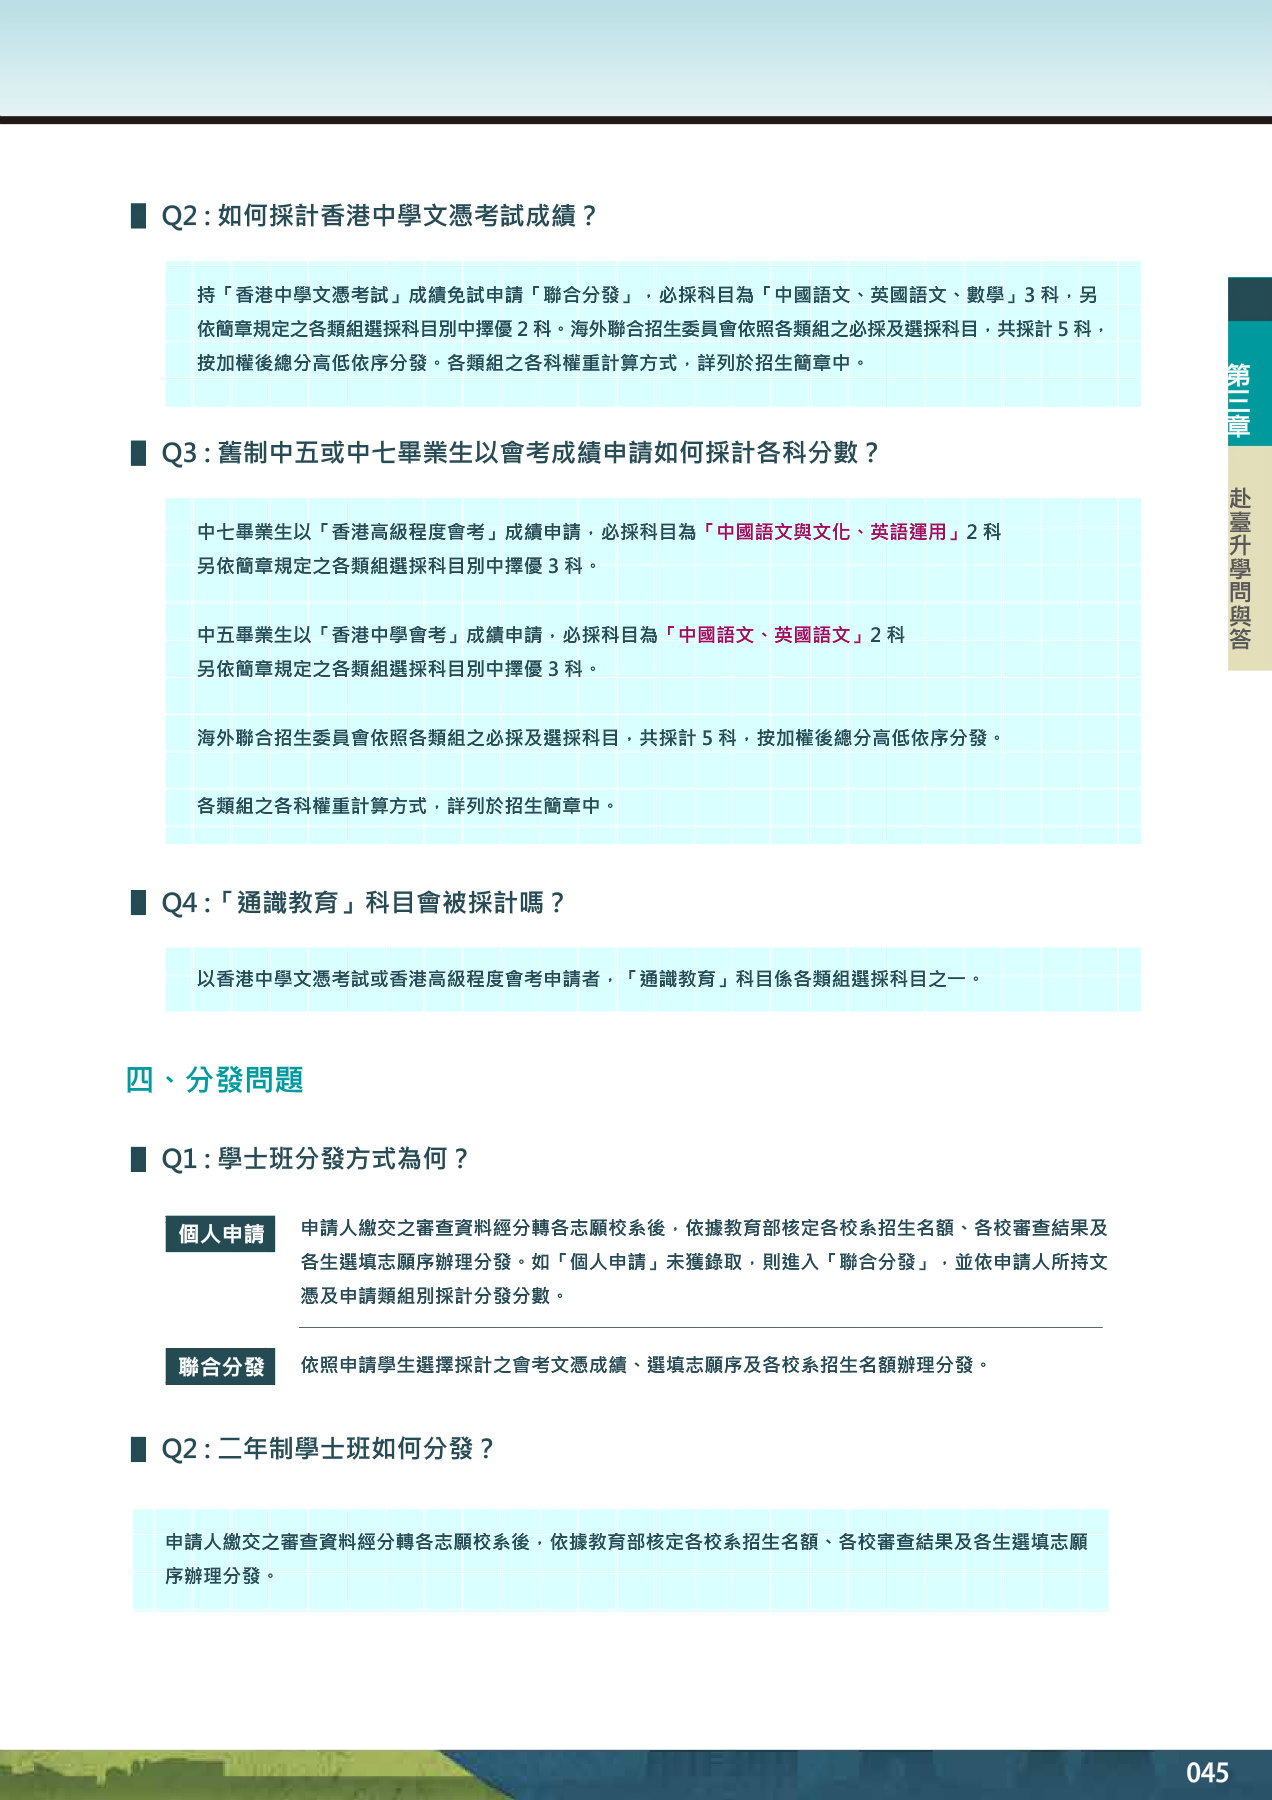 Q2 : 如何採計香港中學文憑考試成績？
持「香港中學文憑考試」成績免試申請「聯合分發」，必採科目為「中國語文、英國語文、數學」3 科，另
依簡章規定之各類組選採科目別中擇優 2 科。海外聯合招生委員會依照各類組之必採及選採科目，共採計 5 科，
按加權後總分高低依序分發。各類組之各科權重計算方式，詳列於招生簡章中。
Q3 : 舊制中五或中七畢業生以會考成績申請如何採計各科分數？
中七畢業生以「香港高級程度會考」成績申請，必採科目為「中國語文與文化、英語運用」2 科
另依簡章規定之各類組選採科目別中擇優 3 科。
中五畢業生以「香港中學會考」成績申請，必採科目為「中國語文、英國語文」2 科
另依簡章規定之各類組選採科目別中擇優 3 科。
海外聯合招生委員會依照各類組之必採及選採科目，共採計 5 科，按加權後總分高低依序分發。
各類組之各科權重計算方式，詳列於招生簡章中。
Q4 :「通識教育」科目會被採計嗎？
以香港中學文憑考試或香港高級程度會考申請者，「通識教育」科目係各類組選採科目之一。
四、分發問題
Q1 : 學士班分發方式為何？
個人申請
申請人繳交之審查資料經分轉各志願校系後，依據教育部核定各校系招生名額、各校審查結果及
各生選填志願序辦理分發。如「個人申請」未獲錄取，則進入「聯合分發」，並依申請人所持文
憑及申請類組別採計分發分數。
聯合分發
依照申請學生選擇採計之會考文憑成績、選填志願序及各校系招生名額辦理分發。
Q2 : 二年制學士班如何分發？
申請人繳交之審查資料經分轉各志願校系後，依據教育部核定各校系招生名額、各校審查結果及各生選填志願
序辦理分發。
第三章
赴臺升學問與答
045